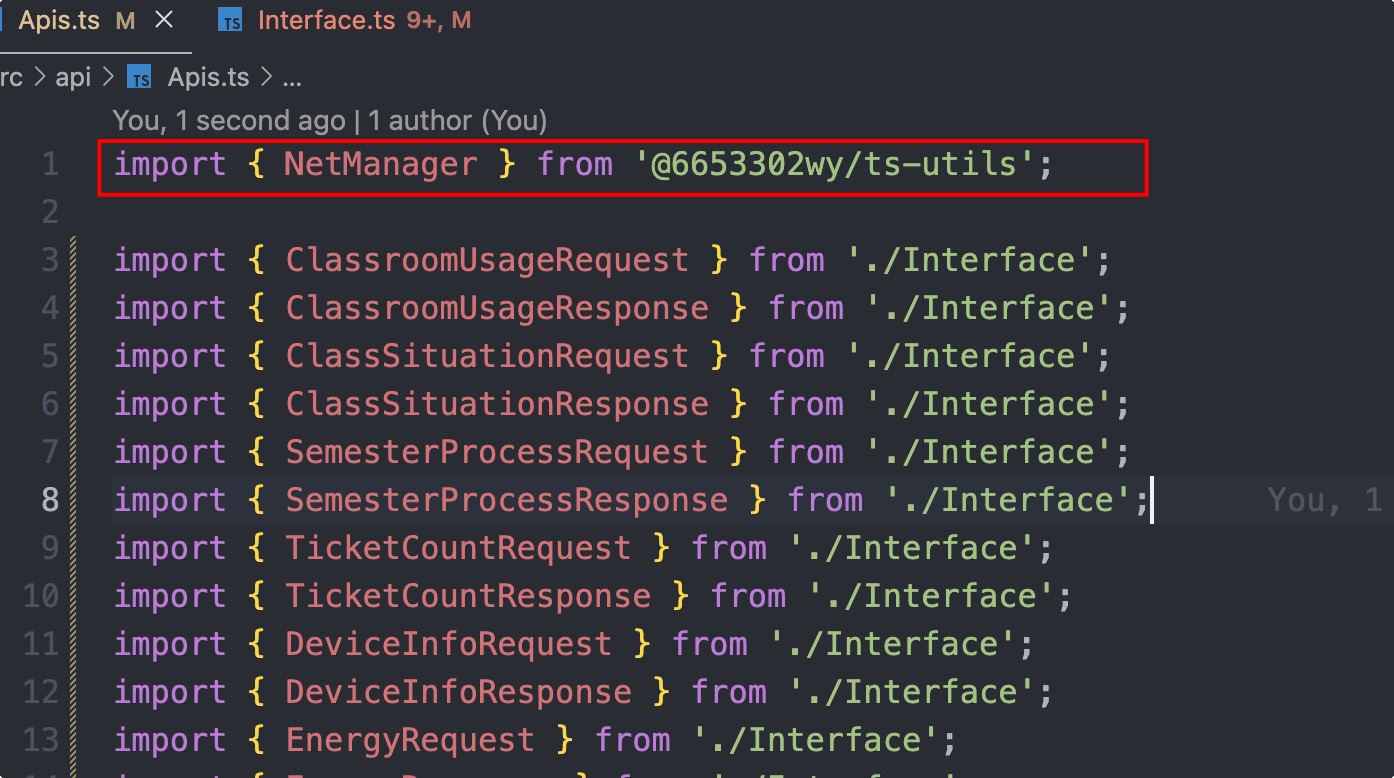 Apis.ts M ✕ TS Interface.ts 9+, M
rc > api > TS Apis.ts > ...
You, 1 second ago | 1 author (You)
1 import { NetManager } from '@6653302wy/ts-utils';
2
3 import { ClassroomUsageRequest } from './Interface';
4 import { ClassroomUsageResponse } from './Interface';
5 import { ClassSituationRequest } from './Interface';
6 import { ClassSituationResponse } from './Interface';
7 import { SemesterProcessRequest } from './Interface';
8 import { SemesterProcessResponse } from './Interface'; You, 1
9 import { TicketCountRequest } from './Interface';
10 import { TicketCountResponse } from './Interface';
11 import { DeviceInfoRequest } from './Interface';
12 import { DeviceInfoResponse } from './Interface';
13 import { EnergyRequest } from './Interface';